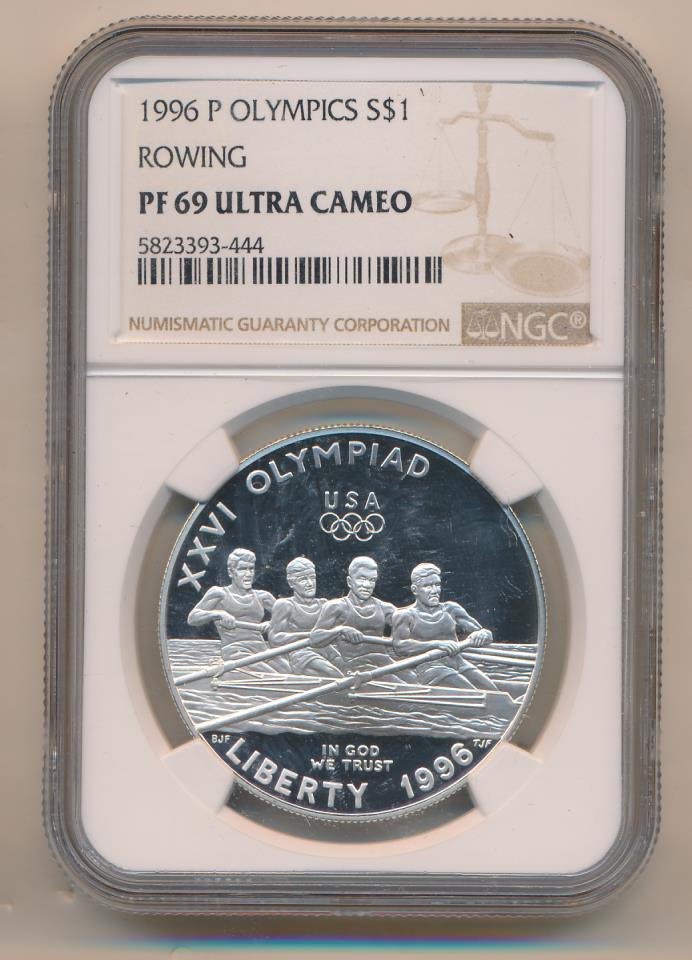 1996 P OLYMPICS S$1
ROWING
PF 69 ULTRA CAMEO
5823393-444
NUMISMATIC GUARANTY CORPORATION
NGC®
XXVI OLYMPIAD
USA
BJF
TJF
IN GOD
WE TRUST
LIBERTY 1996